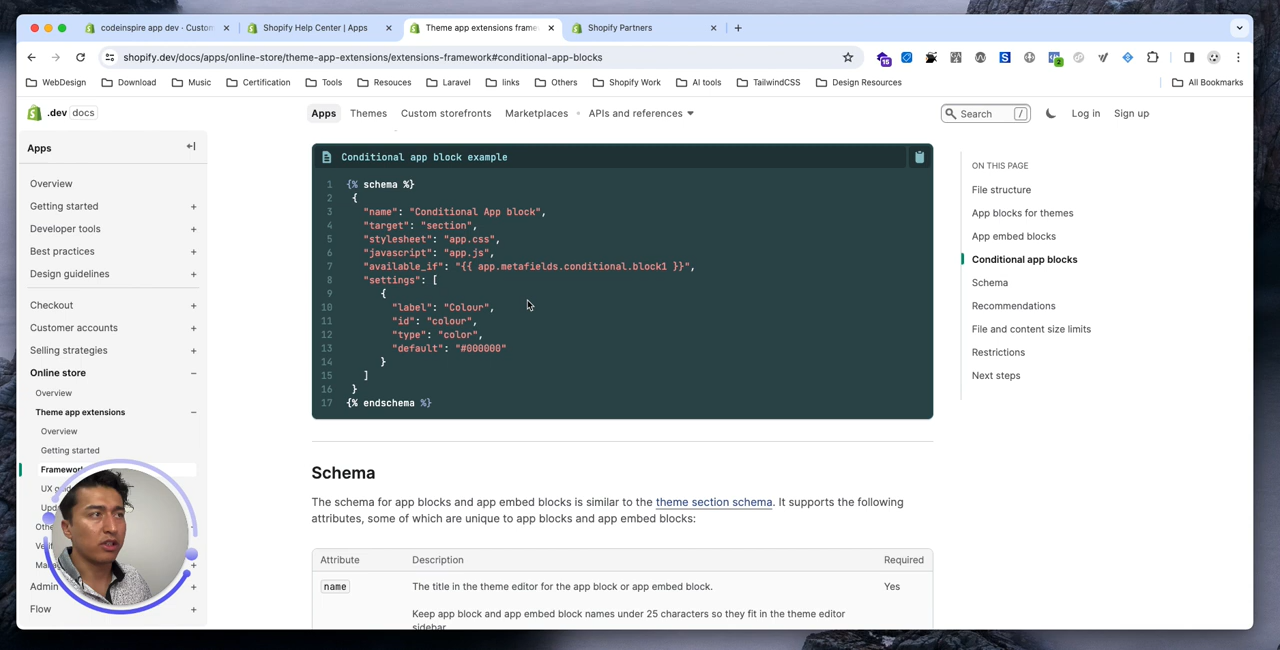 codeinspire app dev - Custom
Shopify Help Center | Apps
Theme app extensions frame
Shopify Partners
shopify.dev/docs/apps/online-store/theme-app-extensions/extensions-framework#conditional-app-blocks
15
2
WebDesign
Download
Music
Certification
Tools
Resouces
Laravel
links
Others
Shopify Work
AI tools
TailwindCSS
Design Resources
All Bookmarks
.dev docs
Apps
Themes
Custom storefronts
Marketplaces
APIs and references
Search
/
Log in
Sign up
Apps
Overview
Getting started +
Developer tools +
Best practices +
Design guidelines +
Checkout +
Customer accounts +
Selling strategies +
Online store −
Overview
Theme app extensions −
Overview
Getting started
Framework
Admin +
Flow +
Conditional app block example
1 {% schema %}
2 {
3 "name": "Conditional App block",
4 "target": "section",
5 "stylesheet": "app.css",
6 "javascript": "app.js",
7 "available_if": "{{ app.metafields.conditional.block1 }}",
8 "settings": [
9 {
10 "label": "Colour",
11 "id": "colour",
12 "type": "color",
13 "default": "#000000"
14 }
15 ]
16 }
17 {% endschema %}
Schema
The schema for app blocks and app embed blocks is similar to the theme section schema. It supports the following
attributes, some of which are unique to app blocks and app embed blocks:
Attribute Description Required
name The title in the theme editor for the app block or app embed block. Yes
Keep app block and app embed block names under 25 characters so they fit in the theme editor
sidebar.
ON THIS PAGE
File structure
App blocks for themes
App embed blocks
Conditional app blocks
Schema
Recommendations
File and content size limits
Restrictions
Next steps